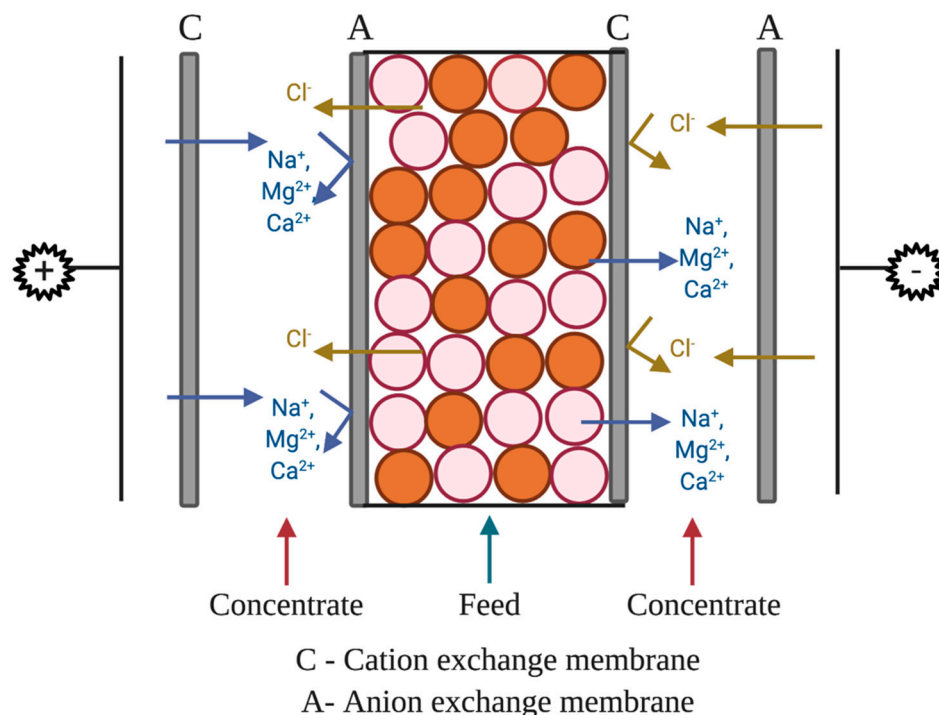 C
A
C
A
Cl⁻
Na⁺,
Mg²⁺,
Ca²⁺
Cl⁻
Na⁺,
Mg²⁺,
Ca²⁺
+
-
Cl⁻
Na⁺,
Mg²⁺,
Ca²⁺
Cl⁻
Na⁺,
Mg²⁺,
Ca²⁺
Concentrate
Feed
Concentrate
C - Cation exchange membrane
A- Anion exchange membrane